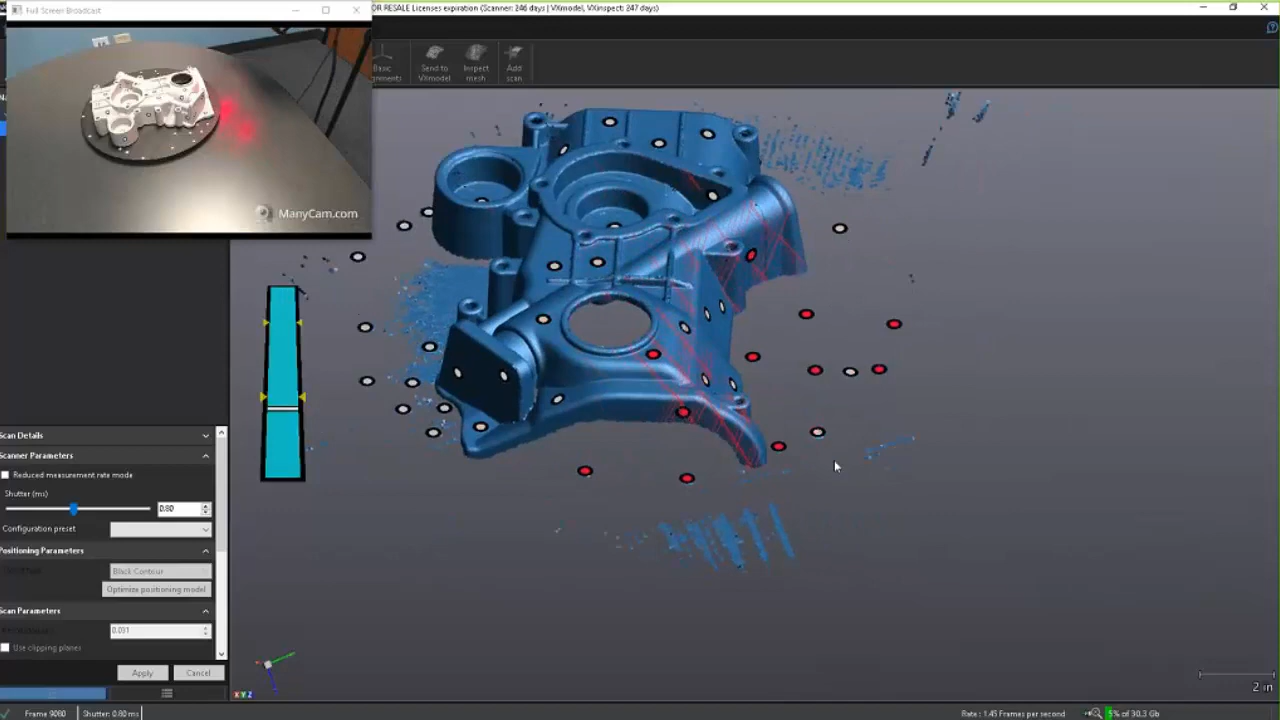 Full Screen Broadcast
OR RESALE Licenses expiration (Scanner: 246 days | VXmodel, VXinspect: 247 days)
Basic
Send to
VXmodel
Inspect
mesh
Add
scan
ManyCam.com
Scan Details
Scanner Parameters
Reduced measurement rate mode
Shutter (ms)
0.80
Configuration preset
Positioning Parameters
Black Contour
Optimize positioning model
Scan Parameters
0.031
Use clipping planes
Apply
Cancel
X Y Z
2 in
Frame 9080
Shutter: 0.80 ms
Rate : 1.45 Frames per second
5% of 30.3 Gb